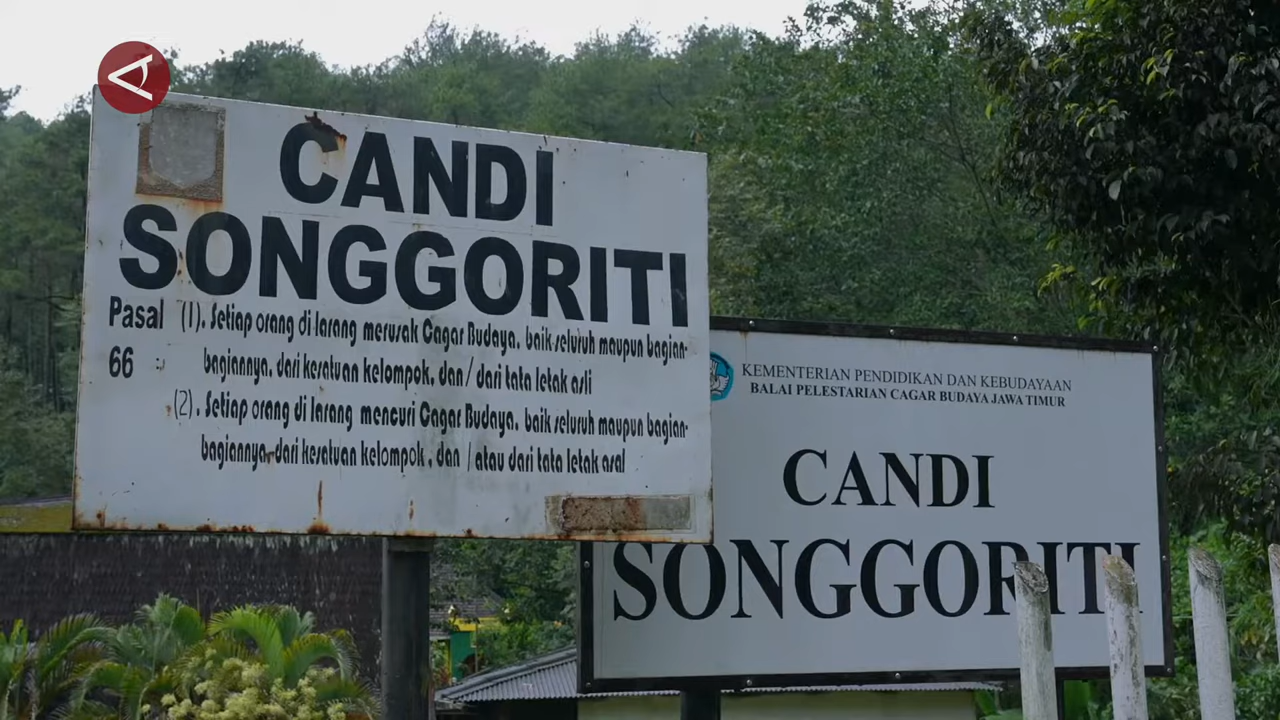 CANDI
SONGGORITI
Pasal (1). Setiap orang di larang merusak Cagar Budaya, baik seluruh maupun bagian-
66 : bagiannya, dari kesatuan kelompok, dan / dari tata letak asli
(2). Setiap orang di larang mencuri Cagar Budaya, baik seluruh maupun bagian-
bagiannya, dari kesatuan kelompok, dan / atau dari tata letak asal
KEMENTERIAN PENDIDIKAN DAN KEBUDAYAAN
BALAI PELESTARIAN CAGAR BUDAYA JAWA TIMUR
CANDI
SONGGORITI